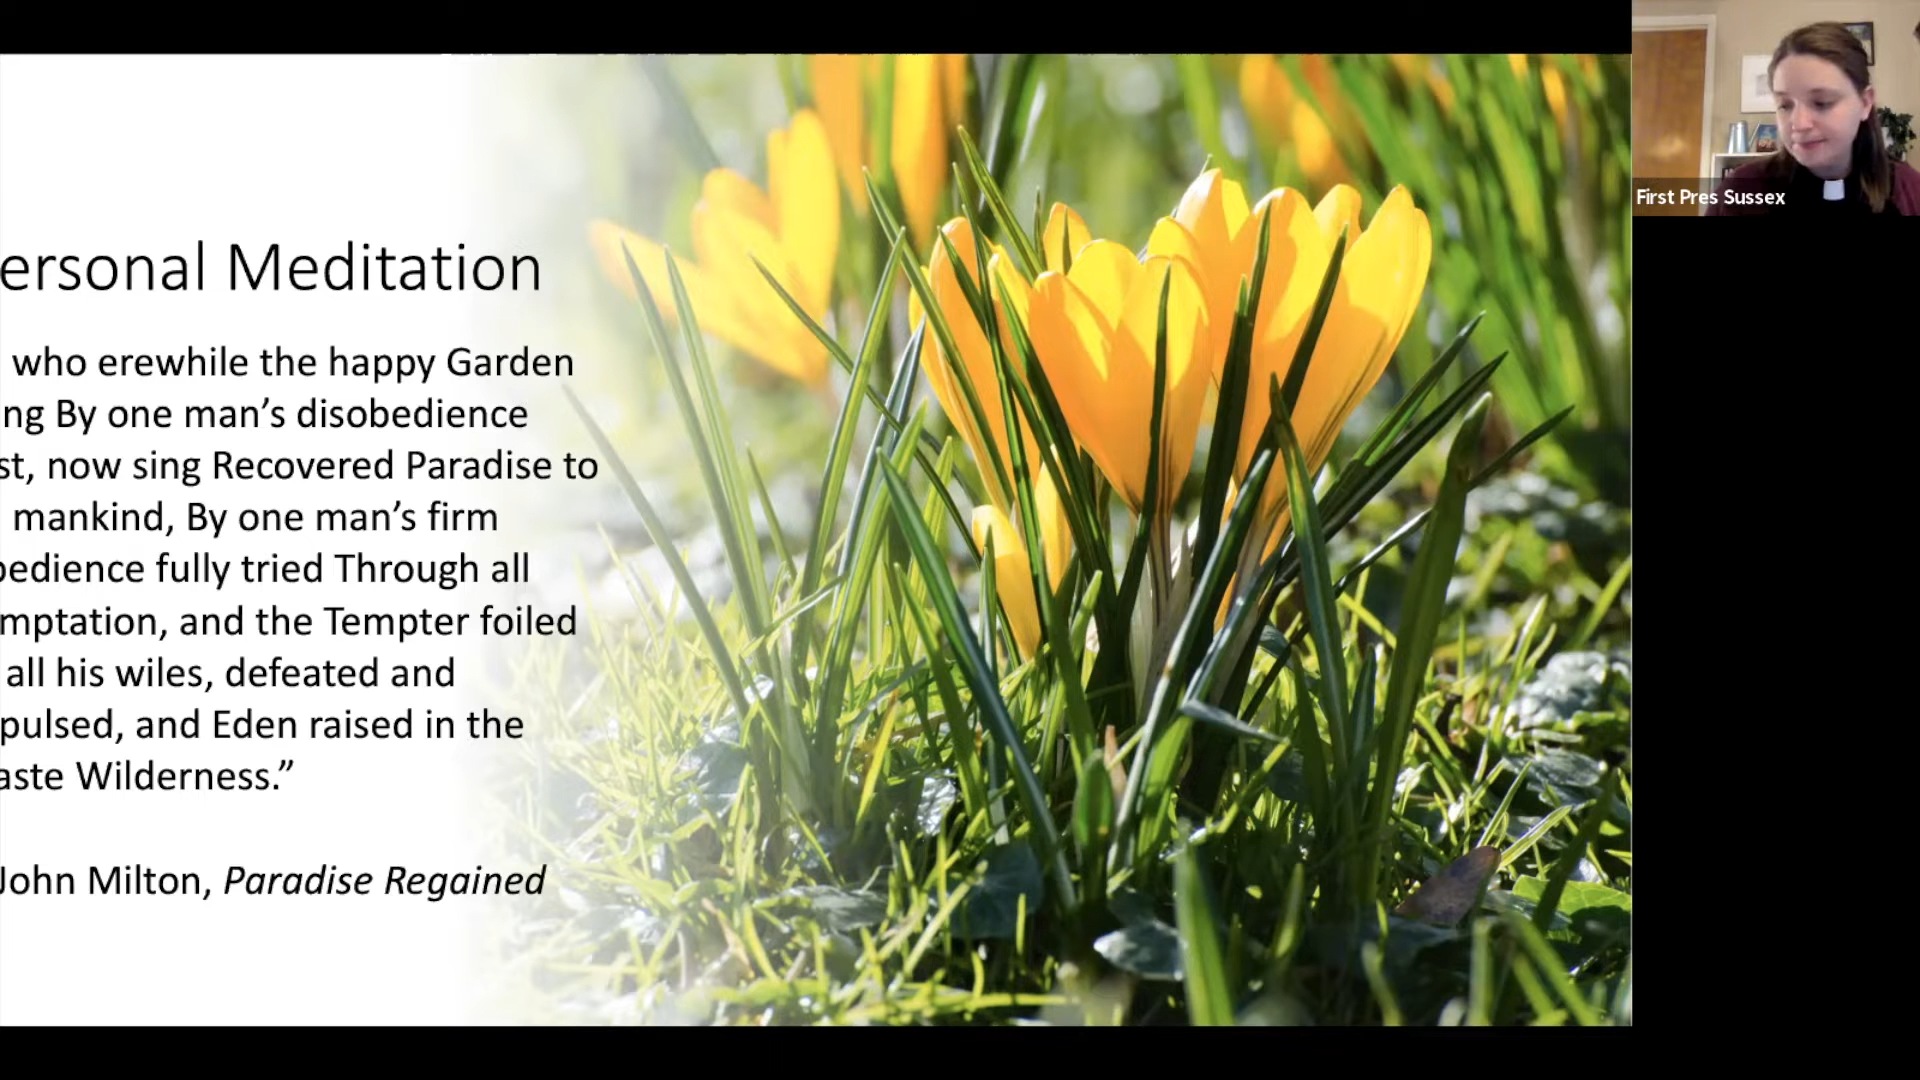 ersonal Meditation
who erewhile the happy Garden
ng By one man’s disobedience
st, now sing Recovered Paradise to
mankind, By one man’s firm
edience fully tried Through all
mptation, and the Tempter foiled
all his wiles, defeated and
pulsed, and Eden raised in the
aste Wilderness.”
John Milton, Paradise Regained
First Pres Sussex